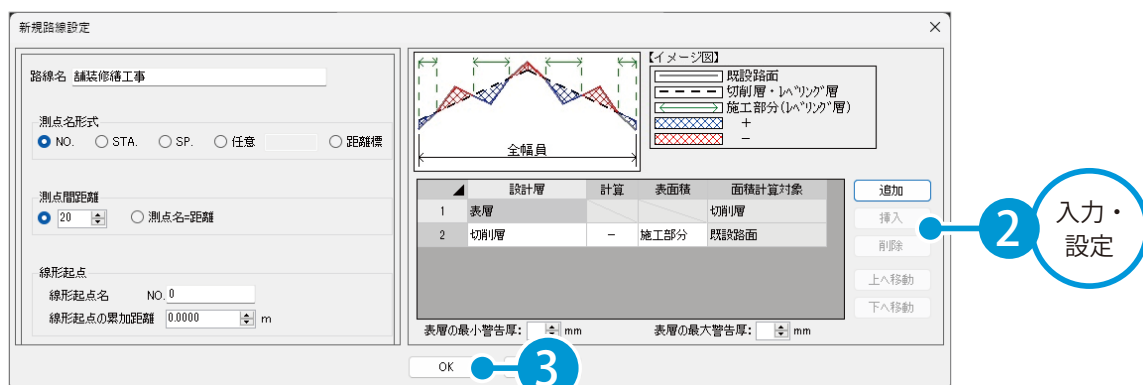 新規路線設定
路線名 舗装修繕工事
測点名形式
NO. STA. SP. 任意 距離標
測点間距離
20 測点名=距離
線形起点
線形起点名 NO. 0
線形起点の累加距離 0.0000 m
全幅員
【イメージ図】
既設路面
切削層・ﾚﾍﾞﾘﾝｸﾞ層
施工部分(ﾚﾍﾞﾘﾝｸﾞ層)
+
−
設計層 計算 表面積 面積計算対象
1 表層 切削層
2 切削層 − 施工部分 既設路面
追加
挿入
削除
上へ移動
下へ移動
表層の最小警告厚: mm 表層の最大警告厚: mm
OK
3
2
入力・
設定